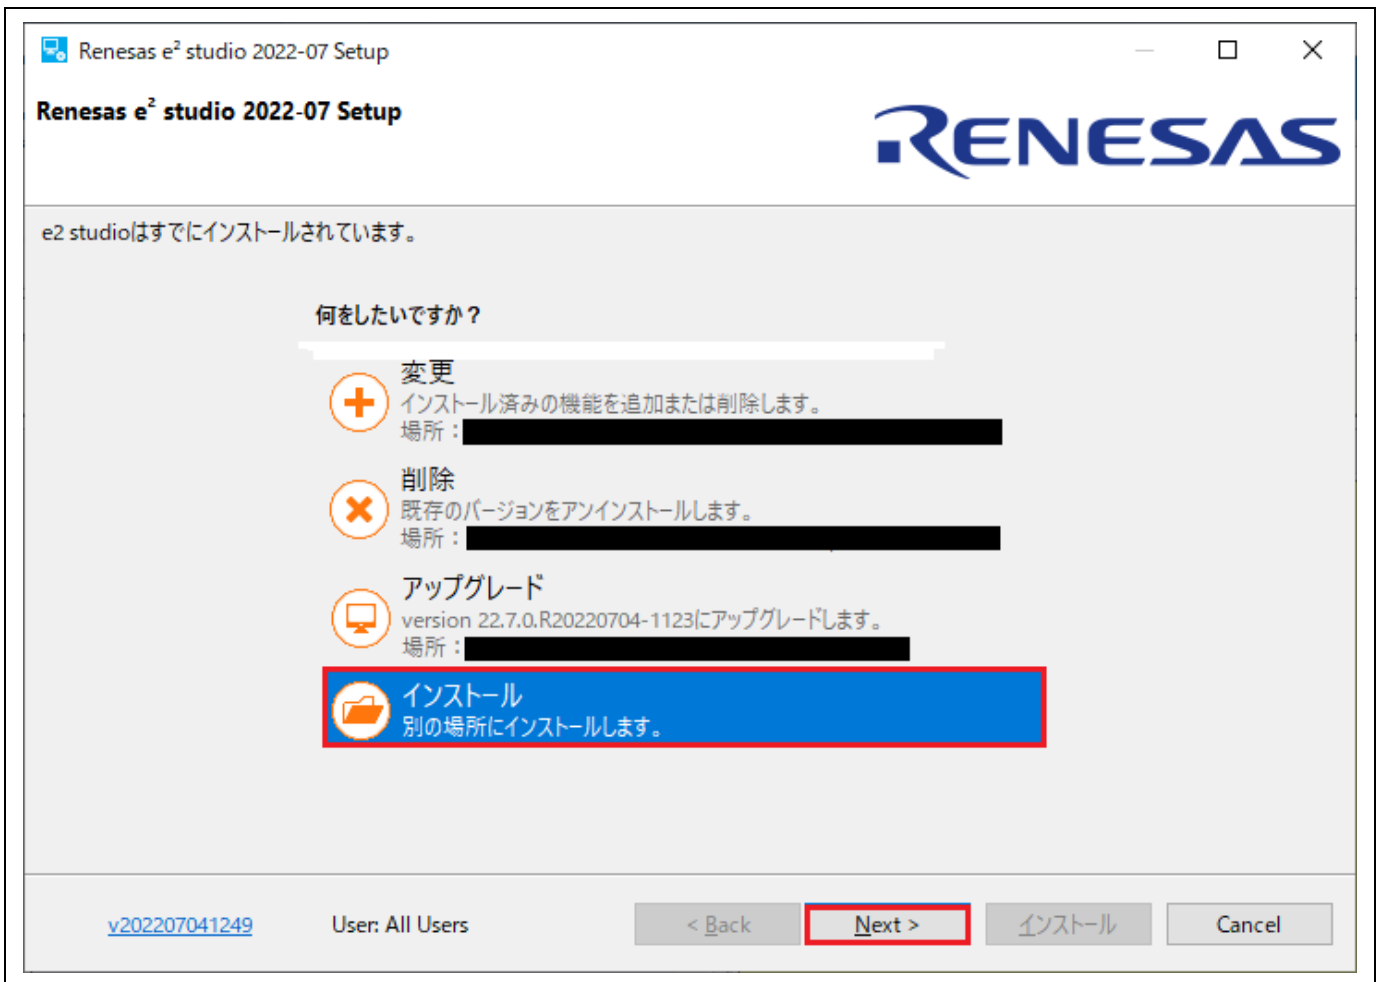 Renesas e² studio 2022-07 Setup
Renesas e² studio 2022-07 Setup
RENESAS
e2 studioはすでにインストールされています。
何をしたいですか？
変更
インストール済みの機能を追加または削除します。
場所：
削除
既存のバージョンをアンインストールします。
場所：
アップグレード
version 22.7.0.R20220704-1123にアップグレードします。
場所：
インストール
別の場所にインストールします。
v202207041249
User: All Users
< Back
Next >
インストール
Cancel